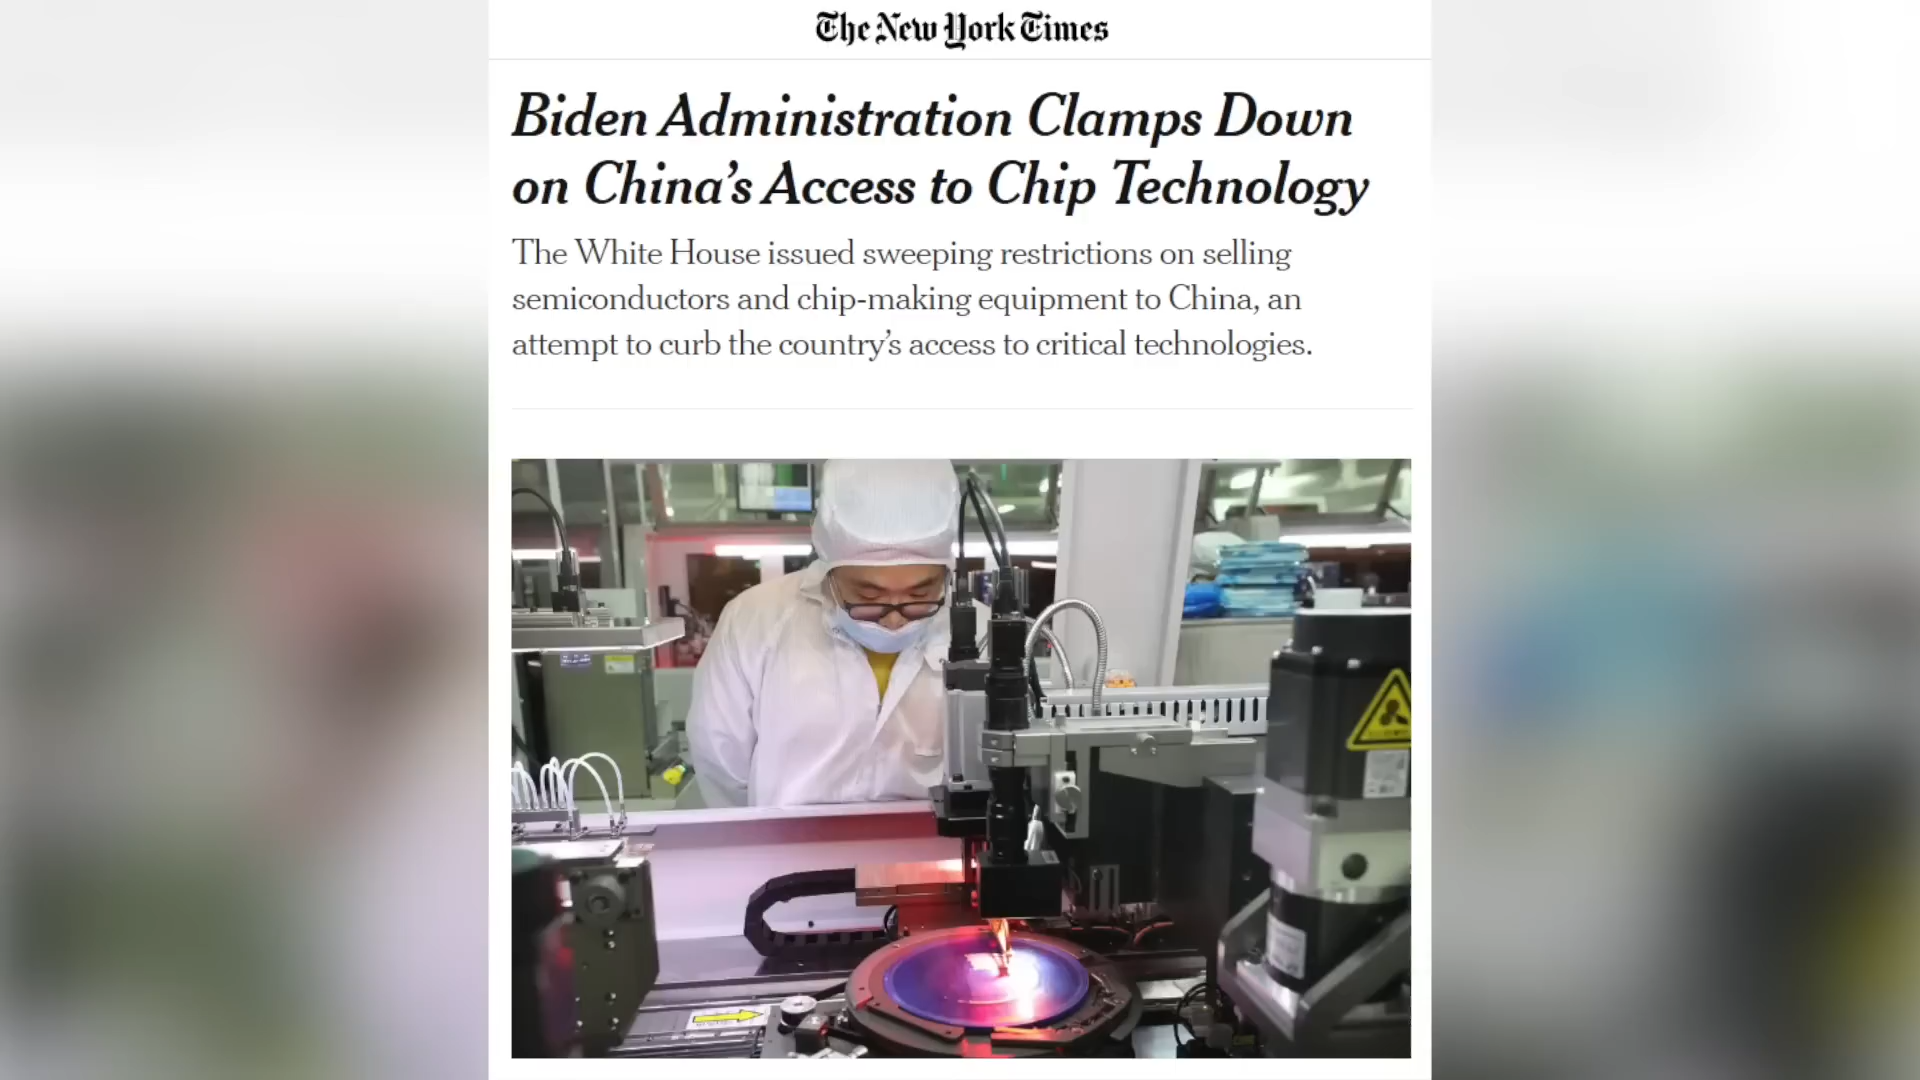 The New York Times
Biden Administration Clamps Down
on China's Access to Chip Technology
The White House issued sweeping restrictions on selling
semiconductors and chip-making equipment to China, an
attempt to curb the country's access to critical technologies.